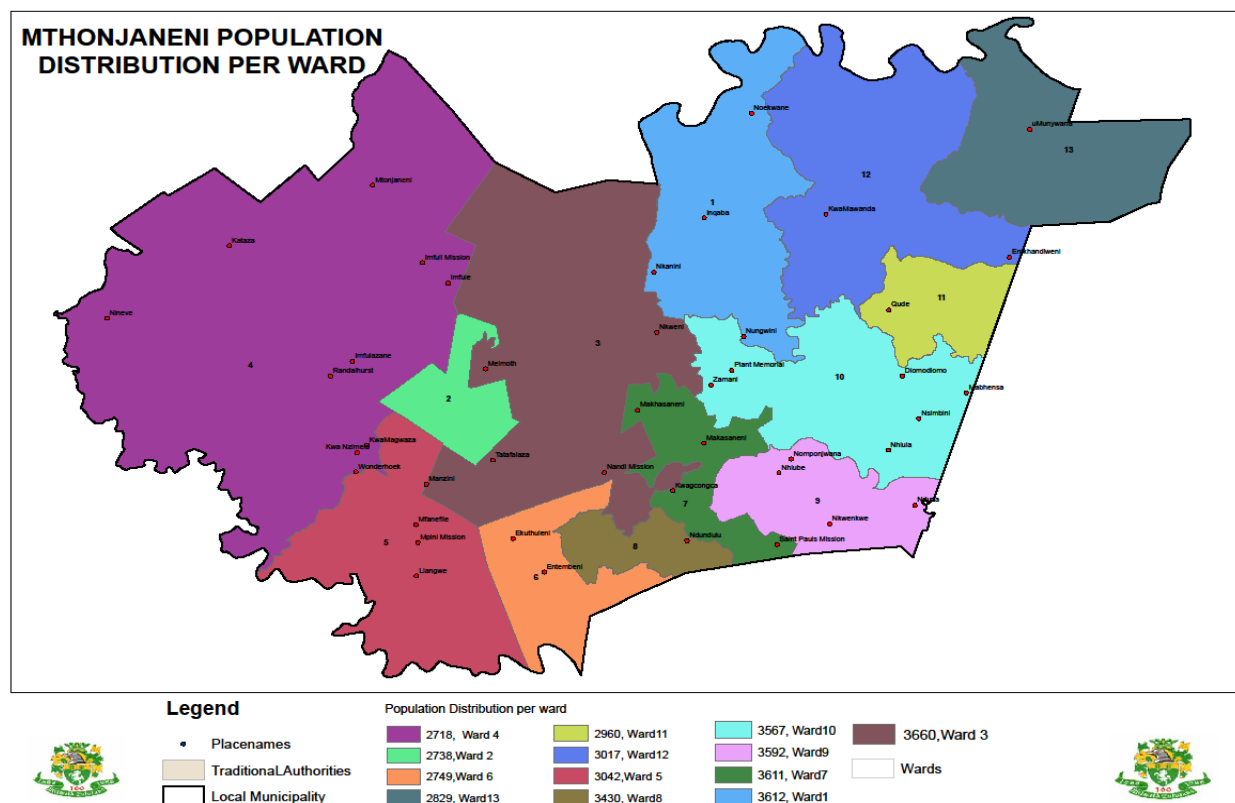 MTHONJANENI POPULATION
DISTRIBUTION PER WARD
Noekwane
uMunywana
13
12
1
Inqaba
KwaMawanda
Mtonjaneni
Kataza
Imfuli Mission
Imfule
Nkanini
Enkhandlweni
11
Qude
Nineve
Nkweni
Nungwini
3
Imfulazane
Randalhurst
4
Melmoth
Plant Memorial
Zamani
10
Dlomodlomo
Mabhensa
2
Makhasaneni
Nsimbini
KwaMagwaza
Kwa Nzimela
Makasaneni
Nhlula
Wonderhoek
Tatafalaza
Nomponjwana
Nhlube
Manzini
Nandi Mission
Kwagcongca
9
7
Mfanefile
Nkwenkwe
Mpini Mission
5
Ekuthuleni
8
Ndundulu
Saint Pauls Mission
Llangwe
6
Entembeni
Legend
Placenames
TraditionalAuthorities
Local Municipality
Population Distribution per ward
2718, Ward 4
2738,Ward 2
2749,Ward 6
2829, Ward13
2960, Ward11
3017, Ward12
3042,Ward 5
3430, Ward8
3567, Ward10
3592, Ward9
3611, Ward7
3612, Ward1
3660,Ward 3
Wards